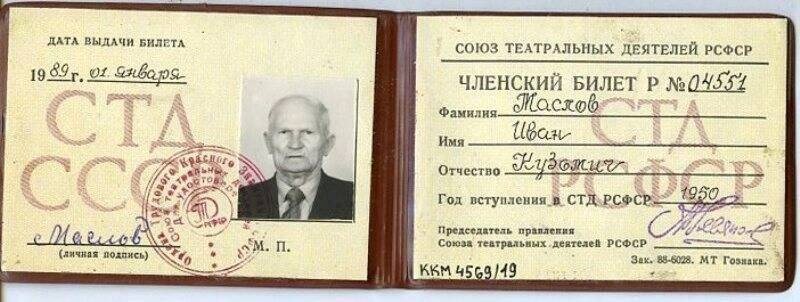 ДАТА ВЫДАЧИ БИЛЕТА
1989 г. 01. января
СТД
СССР
Маслов
(личная подпись)
М. П.
СОЮЗ ТЕАТРАЛЬНЫХ ДЕЯТЕЛЕЙ РСФСР
ЧЛЕНСКИЙ БИЛЕТ Р № 04551
Фамилия Маслов
Имя Иван
Отчество Кузьмич
СТД
РСФСР
Год вступления в СТД РСФСР 1950
Председатель правления
Союза театральных деятелей РСФСР
Зак. 88-6028. МТ Гознака.
ККМ 4569/19